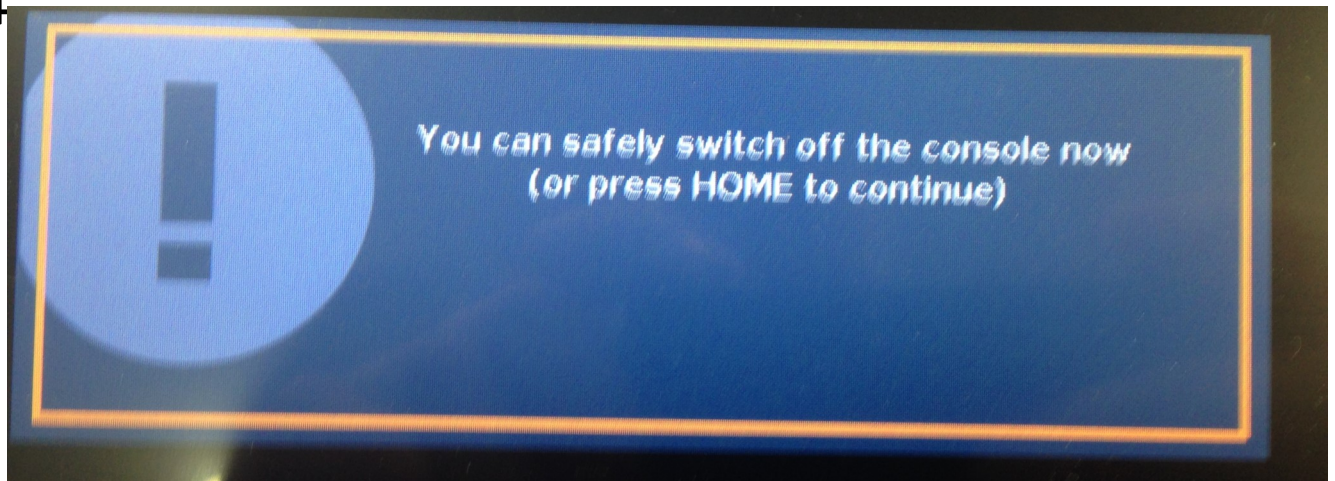 You can safely switch off the console now
(or press HOME to continue)